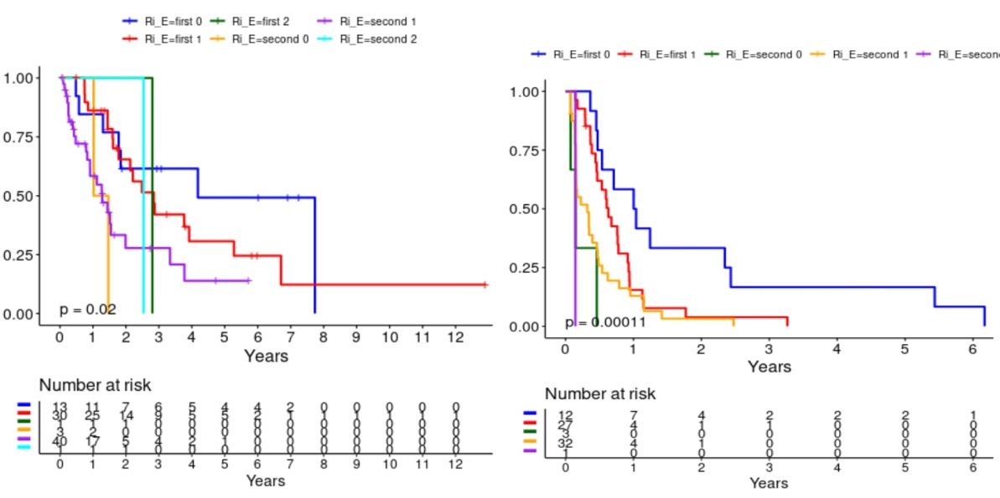 Ri_E=first 0 Ri_E=first 2 Ri_E=second 1
Ri_E=first 1 Ri_E=second 0 Ri_E=second 2
1.00
0.75
0.50
0.25
0.00
p = 0.02
0 1 2 3 4 5 6 7 8 9 10 11 12
Years
Number at risk
13 11 7 6 5 4 4 2 0 0 0 0 0
30 25 14 9 5 5 2 1 1 1 1 1 1
1 1 1 0 0 0 0 0 0 0 0 0 0
3 2 0 0 0 0 0 0 0 0 0 0 0
40 17 5 4 2 1 0 0 0 0 0 0 0
1 1 1 0 0 0 0 0 0 0 0 0 0
0 1 2 3 4 5 6 7 8 9 10 11 12
Years
Ri_E=first 0 Ri_E=first 1 Ri_E=second 0 Ri_E=second 1 Ri_E=secon
1.00
0.75
0.50
0.25
0.00
p = 0.00011
0 1 2 3 4 5 6
Years
Number at risk
12 7 4 2 2 2 1
27 4 1 1 0 0 0
3 0 0 0 0 0 0
32 4 1 0 0 0 0
1 0 0 0 0 0 0
0 1 2 3 4 5 6
Years